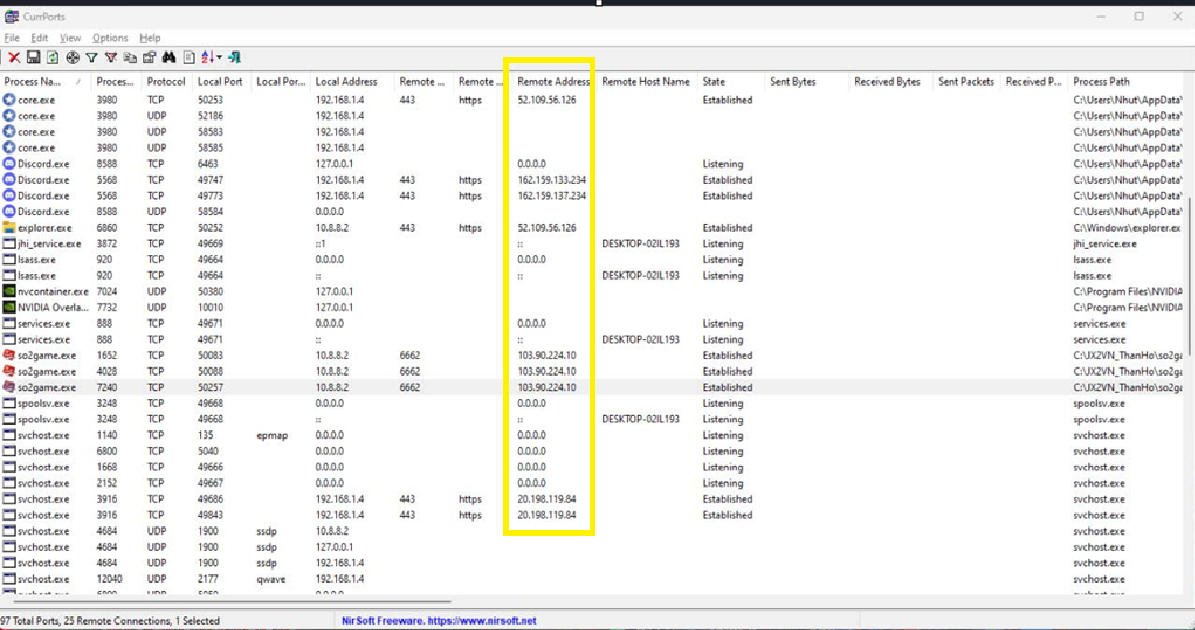 CurrPorts
File Edit View Options Help
Process Na... Proces... Protocol Local Port Local Por... Local Address Remote ... Remote ... Remote Address Remote Host Name State Sent Bytes Received Bytes Sent Packets Received P... Process Path
core.exe 3980 TCP 50253 192.168.1.4 443 https 52.109.56.126 Established C:\Users\Nhut\AppData\
core.exe 3980 UDP 52186 192.168.1.4 C:\Users\Nhut\AppData\
core.exe 3980 UDP 58583 192.168.1.4 C:\Users\Nhut\AppData\
core.exe 3980 UDP 58585 192.168.1.4 C:\Users\Nhut\AppData\
Discord.exe 8588 TCP 6463 127.0.0.1 0.0.0.0 Listening C:\Users\Nhut\AppData\
Discord.exe 5568 TCP 49747 192.168.1.4 443 https 162.159.133.234 Established C:\Users\Nhut\AppData\
Discord.exe 5568 TCP 49773 192.168.1.4 443 https 162.159.137.234 Established C:\Users\Nhut\AppData\
Discord.exe 8588 UDP 58584 0.0.0.0 C:\Users\Nhut\AppData\
explorer.exe 6860 TCP 50252 10.8.8.2 443 https 52.109.56.126 Established C:\Windows\explorer.ex
jhi_service.exe 3872 TCP 49669 ::1 :: DESKTOP-02IL193 Listening jhi_service.exe
lsass.exe 920 TCP 49664 0.0.0.0 0.0.0.0 Listening lsass.exe
lsass.exe 920 TCP 49664 :: :: DESKTOP-02IL193 Listening lsass.exe
nvcontainer.exe 7024 UDP 50380 127.0.0.1 C:\Program Files\NVIDIA
NVIDIA Overla... 7732 UDP 10010 127.0.0.1 C:\Program Files\NVIDIA
services.exe 888 TCP 49671 0.0.0.0 0.0.0.0 Listening services.exe
services.exe 888 TCP 49671 :: :: DESKTOP-02IL193 Listening services.exe
so2game.exe 1652 TCP 50083 10.8.8.2 6662 103.90.224.10 Established C:\JX2VN_ThanHo\so2ga
so2game.exe 4028 TCP 50088 10.8.8.2 6662 103.90.224.10 Established C:\JX2VN_ThanHo\so2ga
so2game.exe 7240 TCP 50257 10.8.8.2 6662 103.90.224.10 Established C:\JX2VN_ThanHo\so2ga
spoolsv.exe 3248 TCP 49668 0.0.0.0 0.0.0.0 Listening spoolsv.exe
spoolsv.exe 3248 TCP 49668 :: :: DESKTOP-02IL193 Listening spoolsv.exe
svchost.exe 1140 TCP 135 epmap 0.0.0.0 0.0.0.0 Listening svchost.exe
svchost.exe 6800 TCP 5040 0.0.0.0 0.0.0.0 Listening svchost.exe
svchost.exe 1668 TCP 49666 0.0.0.0 0.0.0.0 Listening svchost.exe
svchost.exe 2152 TCP 49667 0.0.0.0 0.0.0.0 Listening svchost.exe
svchost.exe 3916 TCP 49686 192.168.1.4 443 https 20.198.119.84 Established svchost.exe
svchost.exe 3916 TCP 49843 192.168.1.4 443 https 20.198.119.84 Established svchost.exe
svchost.exe 4684 UDP 1900 ssdp 10.8.8.2 svchost.exe
svchost.exe 4684 UDP 1900 ssdp 127.0.0.1 svchost.exe
svchost.exe 4684 UDP 1900 ssdp 192.168.1.4 svchost.exe
svchost.exe 12040 UDP 2177 qwave 192.168.1.4 svchost.exe
97 Total Ports, 25 Remote Connections, 1 Selected NirSoft Freeware. https://www.nirsoft.net